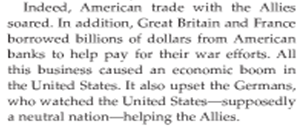 Indeed, American trade with the Allies
soared. In addition, Great Britain and France
borrowed billions of dollars from American
banks to help pay for their war efforts. All
this business caused an economic boom in
the United States. It also upset the Germans,
who watched the United States—supposedly
a neutral nation—helping the Allies.